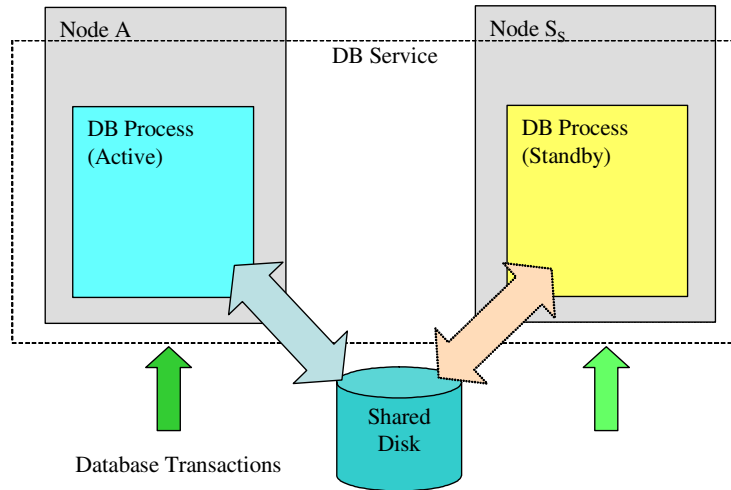 Node A
Node S_S
DB Service
DB Process
(Active)
DB Process
(Standby)
Shared
Disk
Database Transactions